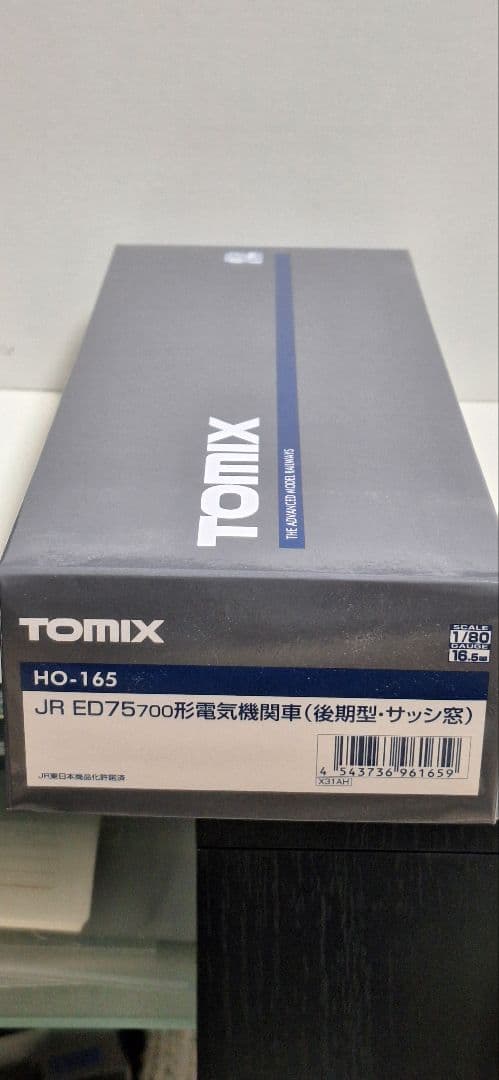 TOMIX
THE ADVANCED MODEL RAILWAYS
TOMIX
SCALE
1/80
GAUGE
16.5mm
HO-165
JR ED75700形電気機関車(後期型・サッシ窓)
4 543736 961659
X31AH
JR東日本商品化許諾済